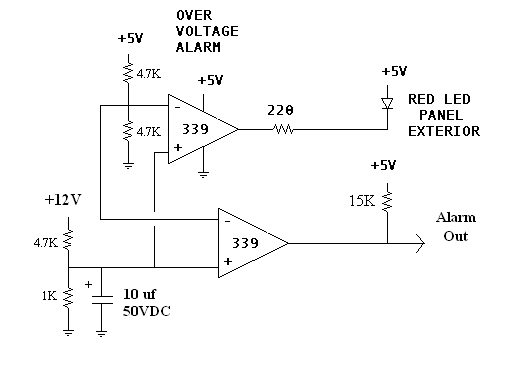 OVER
VOLTAGE
ALARM
+5V
4.7K
+5V
+5V
-
339
220
RED LED
PANEL
EXTERIOR
4.7K
+
+5V
+12V
15K
Alarm
Out
-
339
4.7K
+
+
1K
10 uf
50VDC